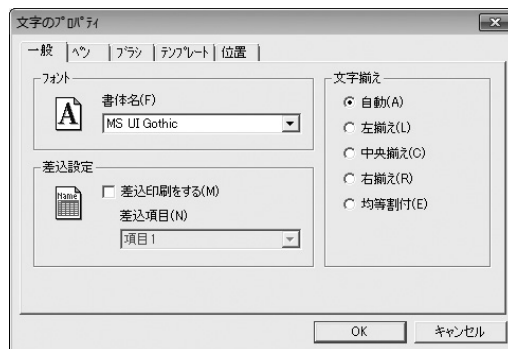 文字のﾌﾟﾛﾊﾟﾃｨ
一般 ﾍﾟﾝ ﾌﾞﾗｼ ﾃﾝﾌﾟﾚｰﾄ 位置
ﾌｫﾝﾄ
A
書体名(F)
MS UI Gothic
差込設定
Name
差込印刷をする(M)
差込項目(N)
項目1
文字揃え
自動(A)
左揃え(L)
中央揃え(C)
右揃え(R)
均等割付(E)
OK ｷｬﾝｾﾙ